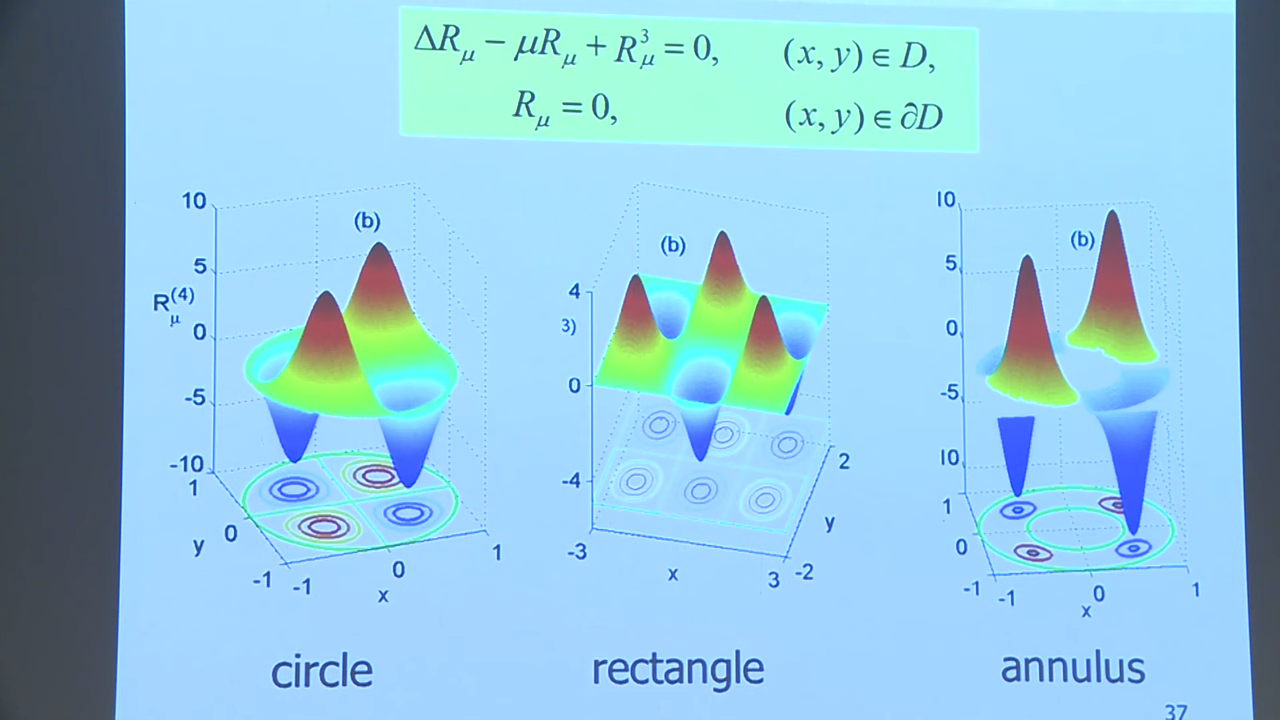 ΔR_μ − μR_μ + R_μ^3 = 0, (x, y) ∈ D,
R_μ = 0, (x, y) ∈ ∂D
10
5
0
-5
-10
R_μ^(4)
(b)
1
0
-1
y
-1
0
1
x
4
3)
0
-4
(b)
-3
3
x
-2
2
y
10
5
0
-5
10
(b)
1
0
-1
-1
0
1
x
circle
rectangle
annulus
37